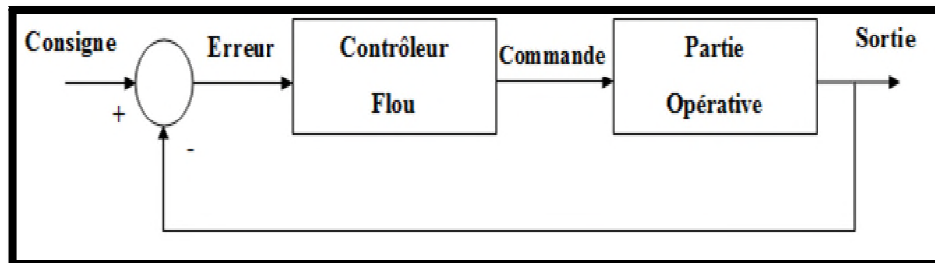 Consigne
Erreur
Contrôleur
Flou
Commande
Partie
Opérative
Sortie
+
-